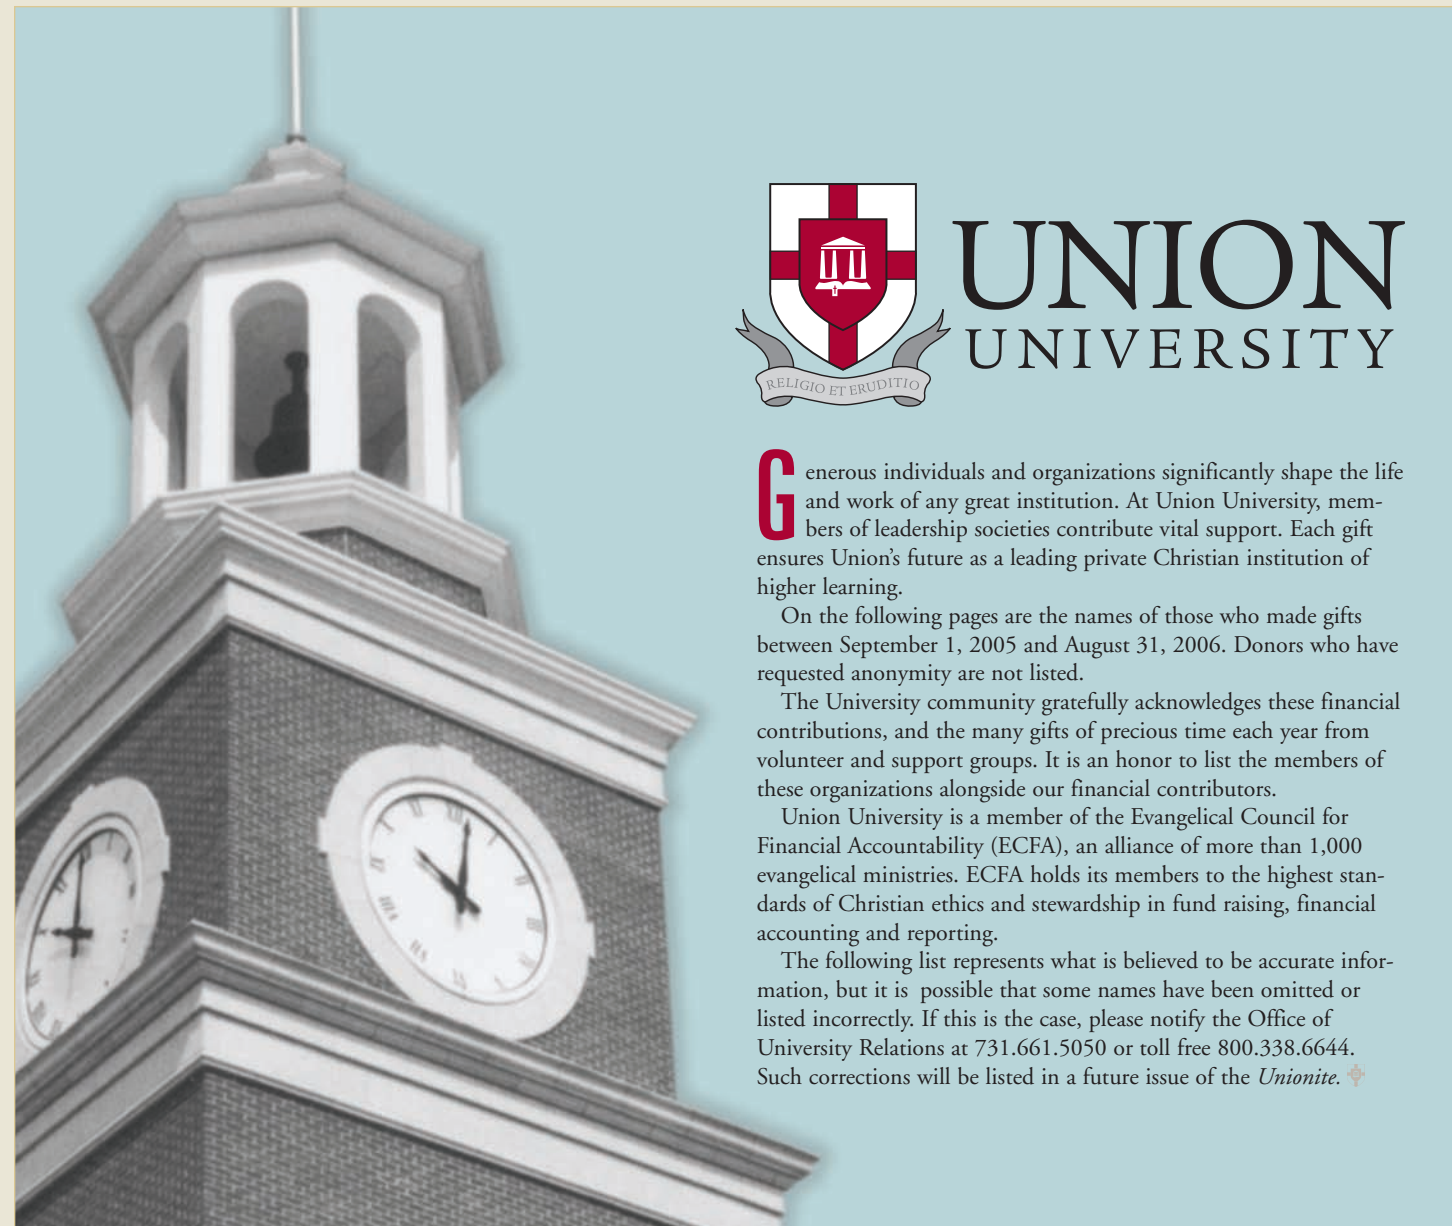 UNION
UNIVERSITY
RELIGIO ET ERUDITIO
Generous individuals and organizations significantly shape the life
and work of any great institution. At Union University, mem-
bers of leadership societies contribute vital support. Each gift
ensures Union’s future as a leading private Christian institution of
higher learning.
On the following pages are the names of those who made gifts
between September 1, 2005 and August 31, 2006. Donors who have
requested anonymity are not listed.
The University community gratefully acknowledges these financial
contributions, and the many gifts of precious time each year from
volunteer and support groups. It is an honor to list the members of
these organizations alongside our financial contributors.
Union University is a member of the Evangelical Council for
Financial Accountability (ECFA), an alliance of more than 1,000
evangelical ministries. ECFA holds its members to the highest stan-
dards of Christian ethics and stewardship in fund raising, financial
accounting and reporting.
The following list represents what is believed to be accurate infor-
mation, but it is  possible that some names have been omitted or
listed incorrectly. If this is the case, please notify the Office of
University Relations at 731.661.5050 or toll free 800.338.6644.
Such corrections will be listed in a future issue of the Unionite.